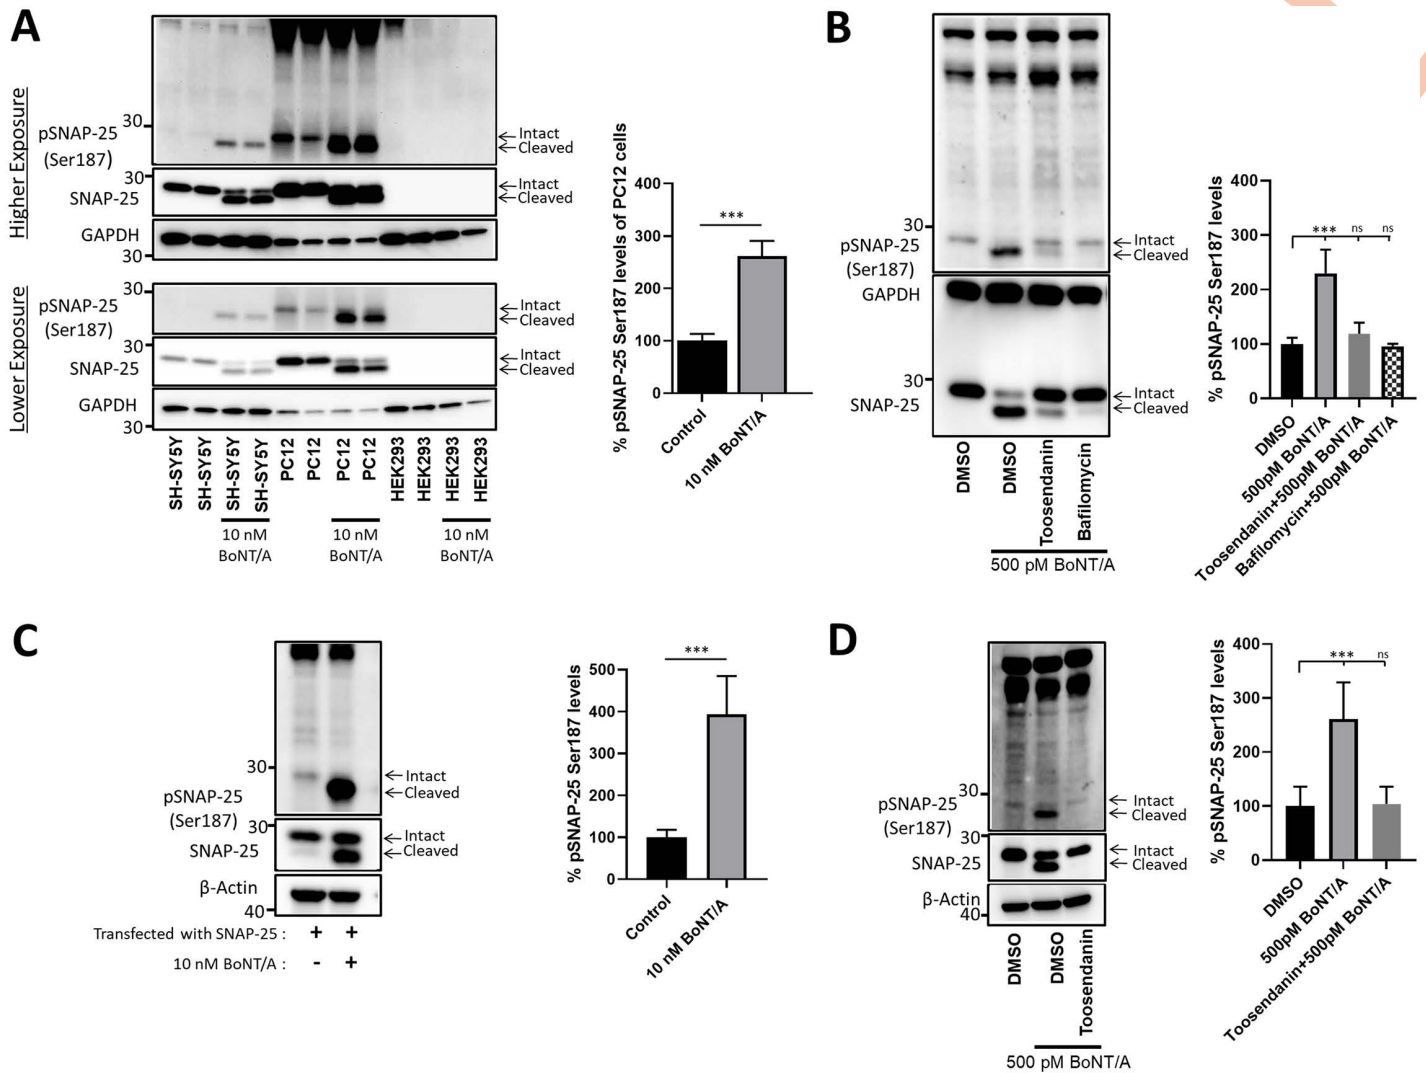 A
Higher Exposure
pSNAP-25
(Ser187)
30
← Intact
← Cleaved
SNAP-25
30
← Intact
← Cleaved
GAPDH
30
Lower Exposure
pSNAP-25
(Ser187)
30
← Intact
← Cleaved
SNAP-25
30
← Intact
← Cleaved
GAPDH
30
SH-SY5Y SH-SY5Y SH-SY5Y SH-SY5Y PC12 PC12 PC12 PC12 HEK293 HEK293 HEK293 HEK293
10 nM
BoNT/A
10 nM
BoNT/A
10 nM
BoNT/A
% pSNAP-25 Ser187 levels of PC12 cells
400
300
200
100
0
***
Control
10 nM BoNT/A
B
30
pSNAP-25
(Ser187)
← Intact
← Cleaved
GAPDH
30
SNAP-25
← Intact
← Cleaved
DMSO DMSO Toosendanin Bafilomycin
500 pM BoNT/A
% pSNAP-25 Ser187 levels
400
300
200
100
0
*** ns ns
DMSO
500pM BoNT/A
Toosendanin+500pM BoNT/A
Bafilomycin+500pM BoNT/A
C
30
pSNAP-25
(Ser187)
← Intact
← Cleaved
30
SNAP-25
← Intact
← Cleaved
β-Actin
40
Transfected with SNAP-25 : + +
10 nM BoNT/A : - +
% pSNAP-25 Ser187 levels
500
400
300
200
100
0
***
Control
10 nM BoNT/A
D
30
pSNAP-25
(Ser187)
← Intact
← Cleaved
30
SNAP-25
← Intact
← Cleaved
β-Actin
40
DMSO DMSO Toosendanin
500 pM BoNT/A
% pSNAP-25 Ser187 levels
400
300
200
100
0
*** ns
DMSO
500pM BoNT/A
Toosendanin+500pM BoNT/A